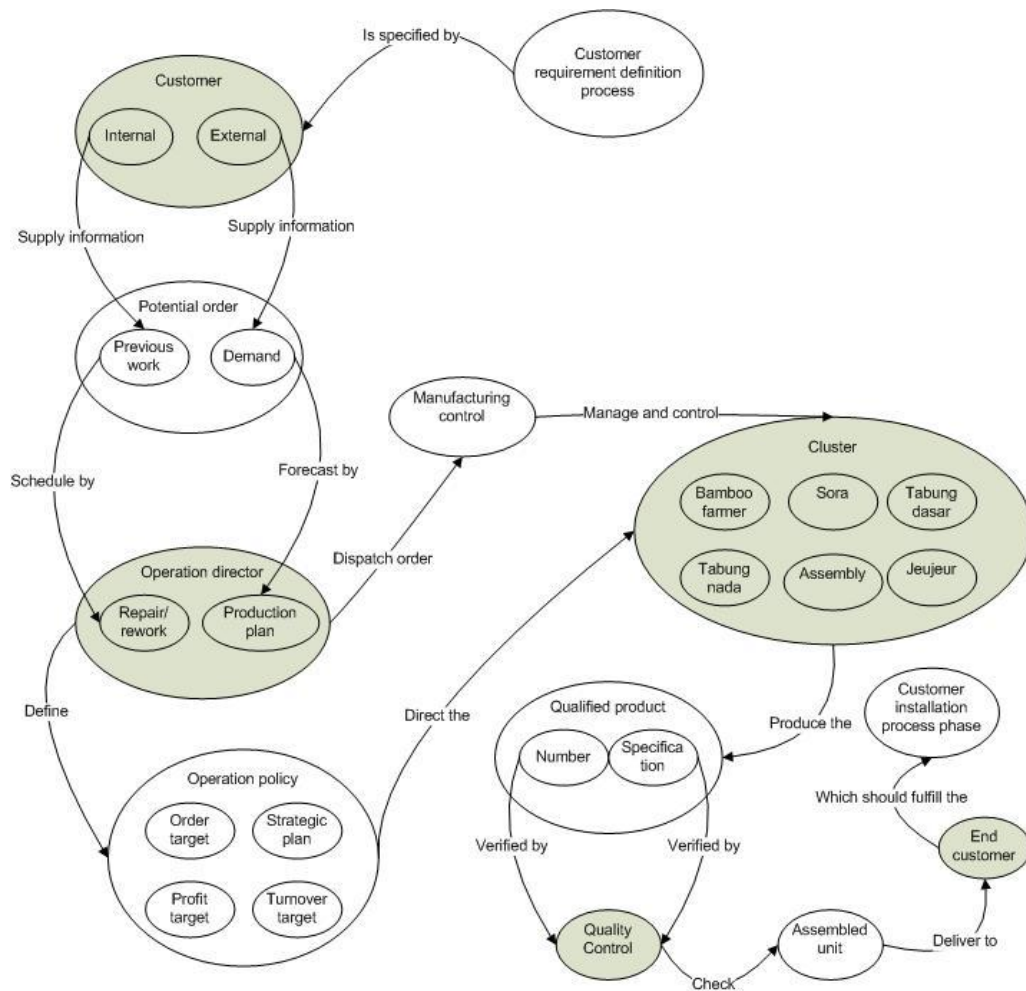 Is specified by
Customer
requirement definition
process
Customer
Internal
External
Supply information
Supply information
Potential order
Previous
work
Demand
Manufacturing
control
Manage and control
Cluster
Bamboo
farmer
Sora
Tabung
dasar
Tabung
nada
Assembly
Jeujeur
Schedule by
Forecast by
Dispatch order
Operation director
Repair/
rework
Production
plan
Define
Direct the
Qualified product
Number
Specifica
tion
Produce the
Customer
installation
process phase
Which should fulfill the
Operation policy
Order
target
Strategic
plan
Profit
target
Turnover
target
Verified by
Verified by
End
customer
Quality
Control
Check
Assembled
unit
Deliver to